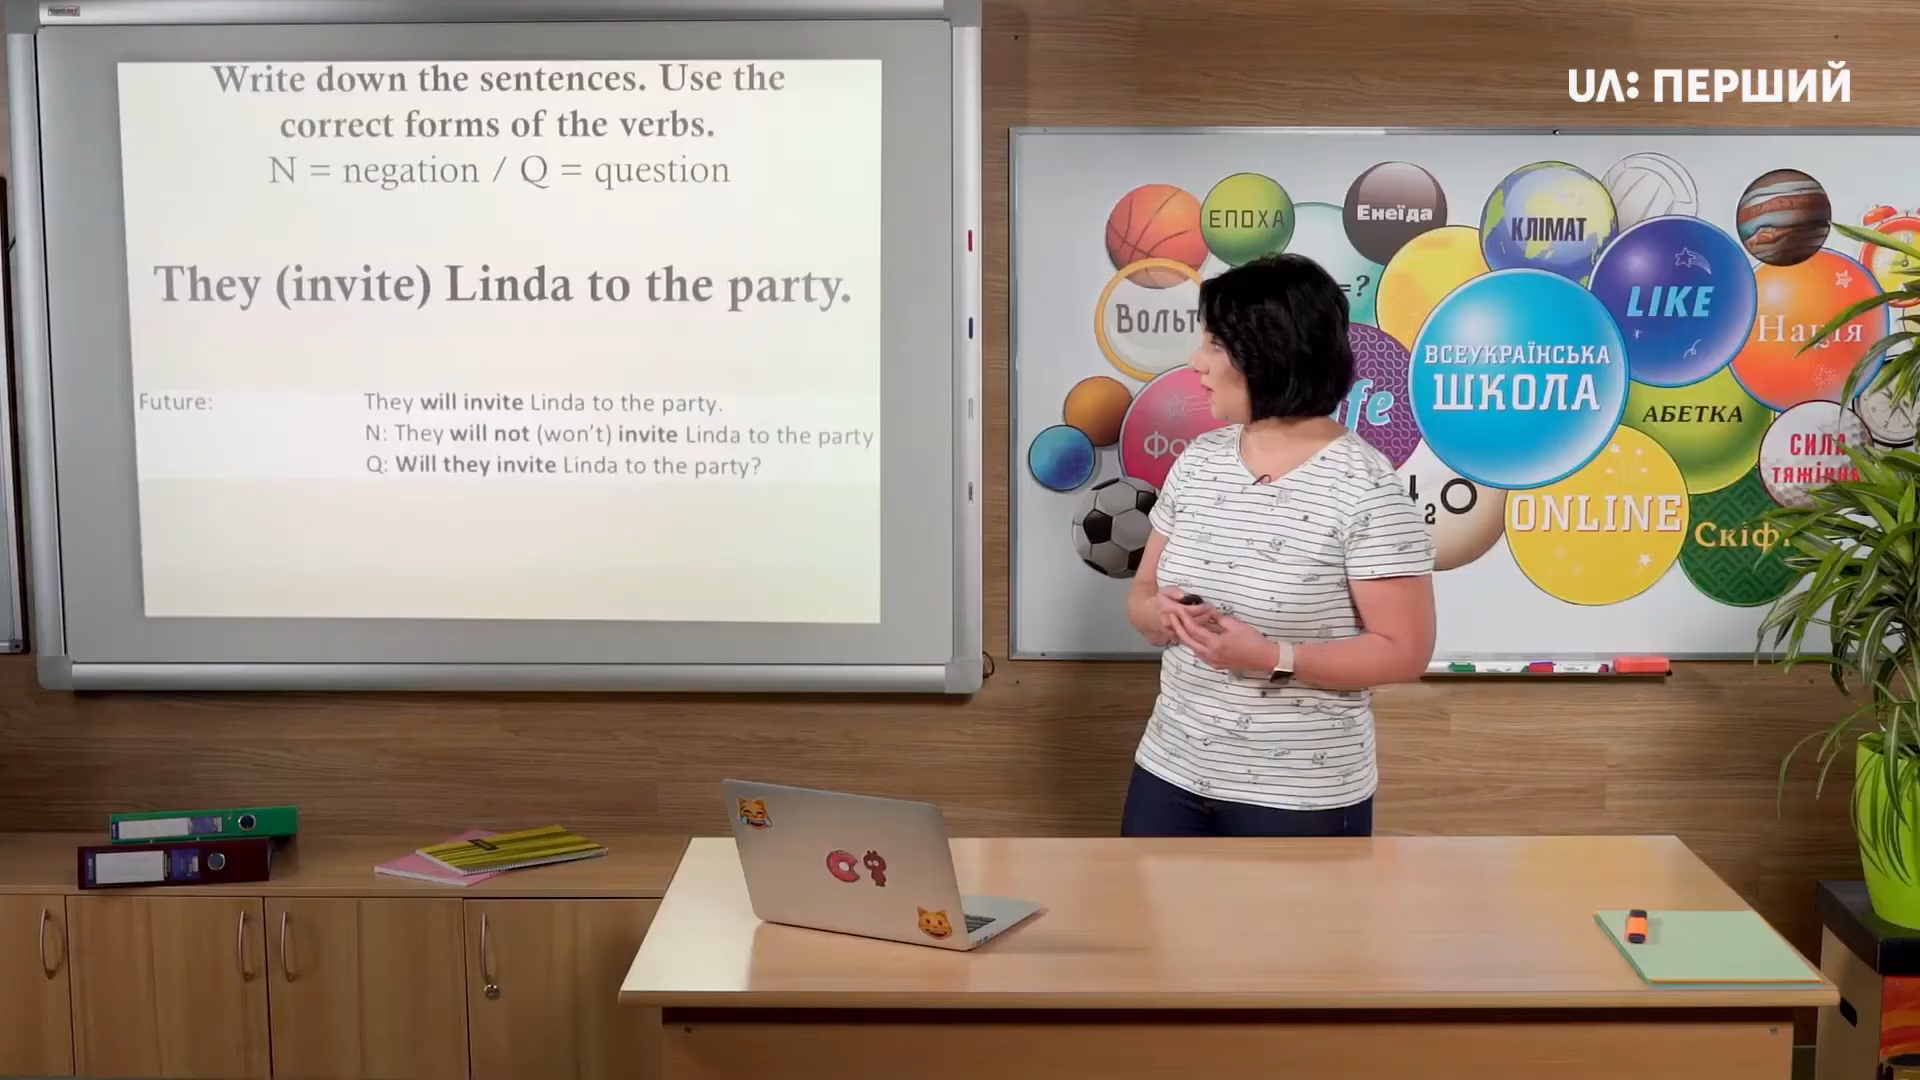 Write down the sentences. Use the
correct forms of the verbs.
N = negation / Q = question
They (invite) Linda to the party.
Future: They will invite Linda to the party.
N: They will not (won't) invite Linda to the party
Q: Will they invite Linda to the party?
UA: ПЕРШИЙ
ЕПОХА
Енеїда
КЛІМАТ
=?
LIKE
Нація
ВСЕУКРАЇНСЬКА
ШКОЛА
АБЕТКА
СИЛА
ТЯЖІННЯ
2O
ONLINE